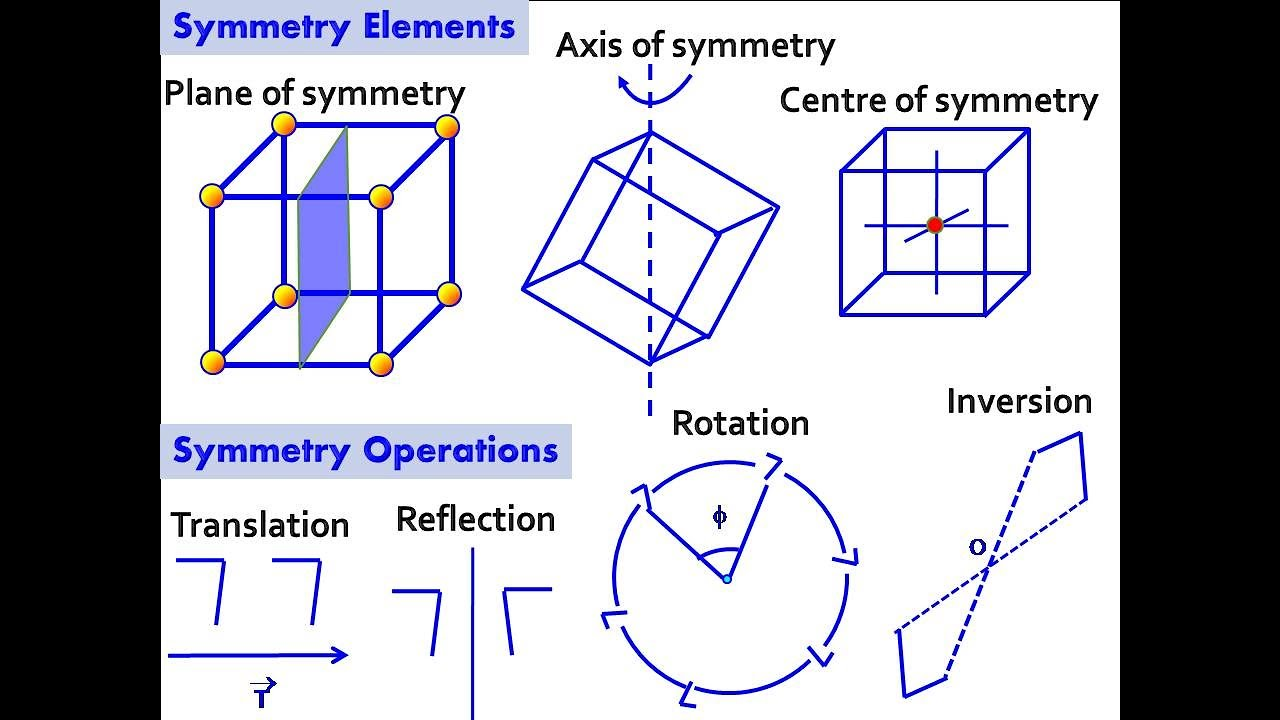 Symmetry Elements
Plane of symmetry
Axis of symmetry
Centre of symmetry
Symmetry Operations
Translation
T
Reflection
Rotation
ϕ
Inversion
O